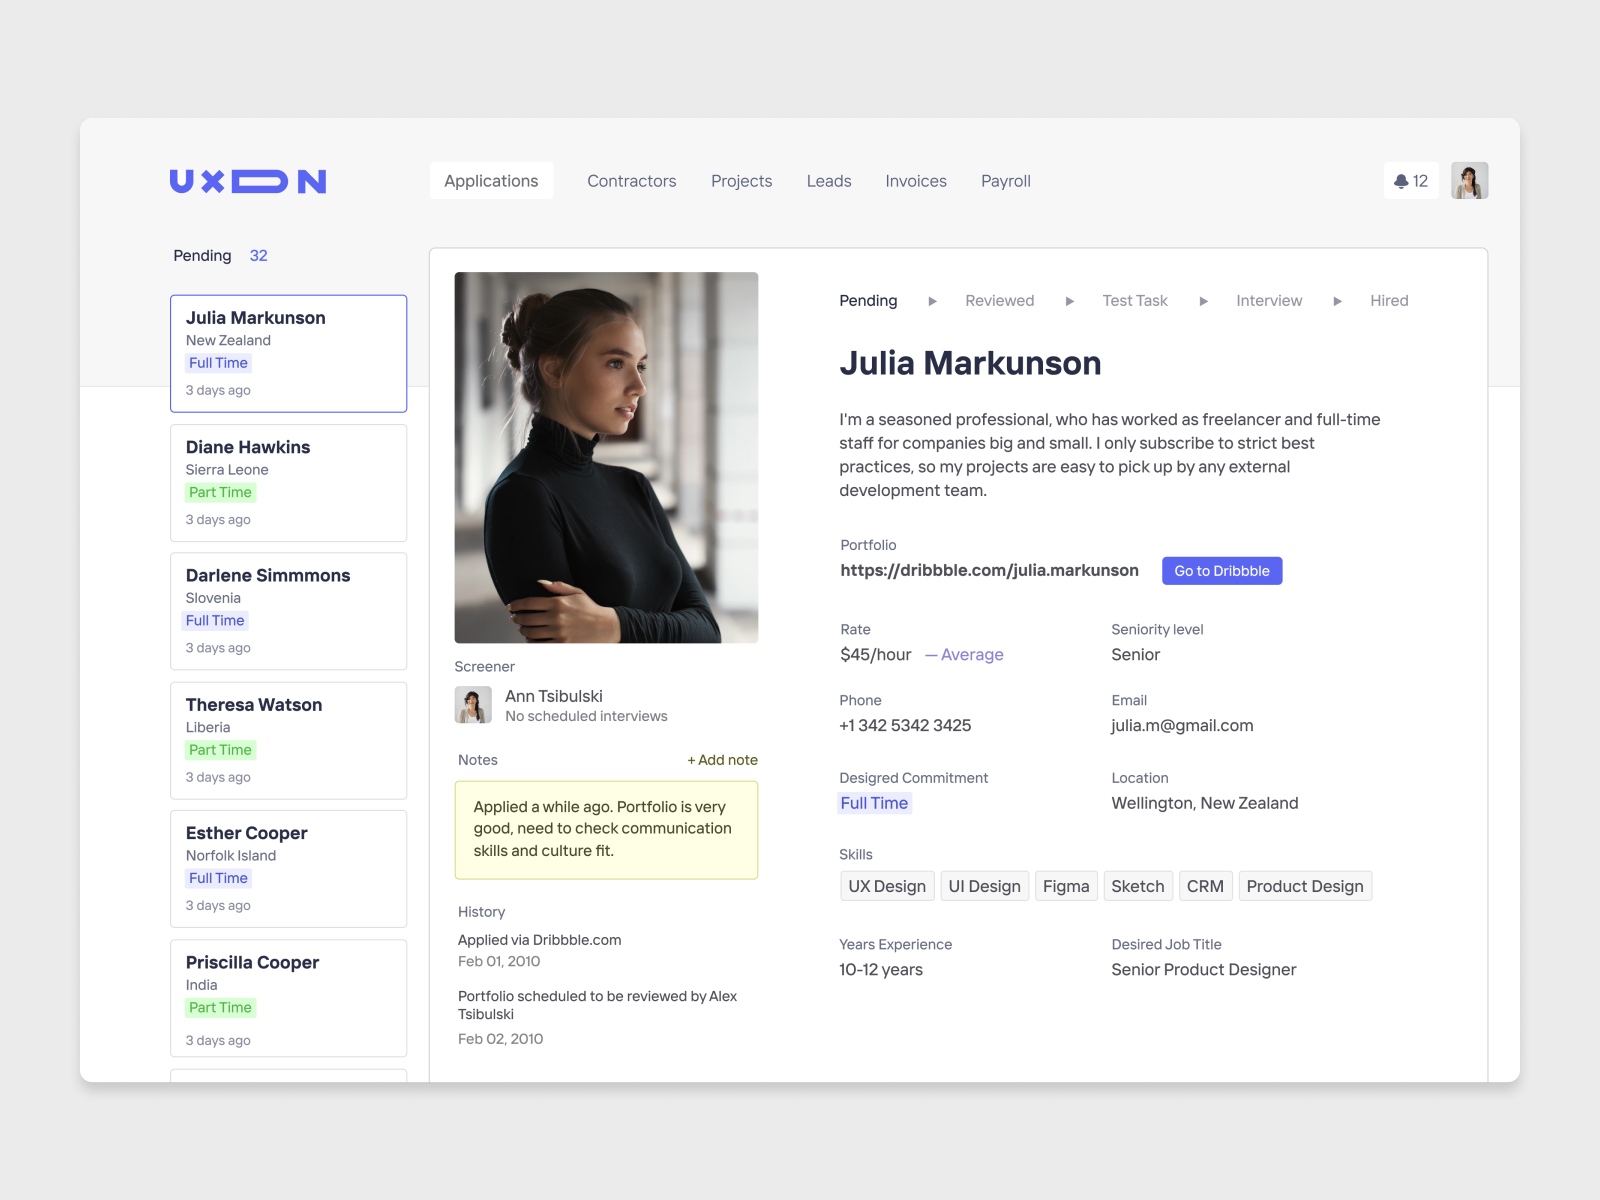 UXDN
Applications
Contractors
Projects
Leads
Invoices
Payroll
12
Pending 32
Julia Markunson
New Zealand
Full Time
3 days ago
Diane Hawkins
Sierra Leone
Part Time
3 days ago
Darlene Simmmons
Slovenia
Full Time
3 days ago
Theresa Watson
Liberia
Part Time
3 days ago
Esther Cooper
Norfolk Island
Full Time
3 days ago
Priscilla Cooper
India
Part Time
3 days ago
Screener
Ann Tsibulski
No scheduled interviews
Notes
+ Add note
Applied a while ago. Portfolio is very
good, need to check communication
skills and culture fit.
History
Applied via Dribbble.com
Feb 01, 2010
Portfolio scheduled to be reviewed by Alex
Tsibulski
Feb 02, 2010
Pending
Reviewed
Test Task
Interview
Hired
Julia Markunson
I'm a seasoned professional, who has worked as freelancer and full-time
staff for companies big and small. I only subscribe to strict best
practices, so my projects are easy to pick up by any external
development team.
Portfolio
https://dribbble.com/julia.markunson
Go to Dribbble
Rate
$45/hour — Average
Seniority level
Senior
Phone
+1 342 5342 3425
Email
julia.m@gmail.com
Desigred Commitment
Full Time
Location
Wellington, New Zealand
Skills
UX Design
UI Design
Figma
Sketch
CRM
Product Design
Years Experience
10-12 years
Desired Job Title
Senior Product Designer